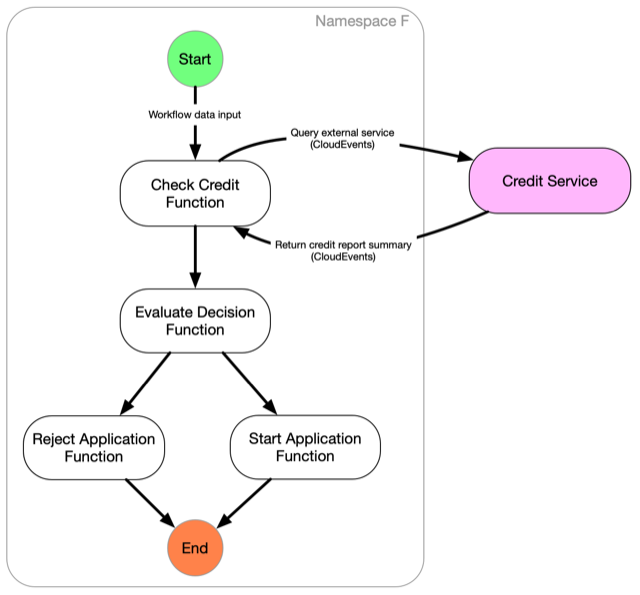 Namespace F
Start
Workflow data input
Query external service
(CloudEvents)
Check Credit
Function
Credit Service
Return credit report summary
(CloudEvents)
Evaluate Decision
Function
Reject Application
Function
Start Application
Function
End